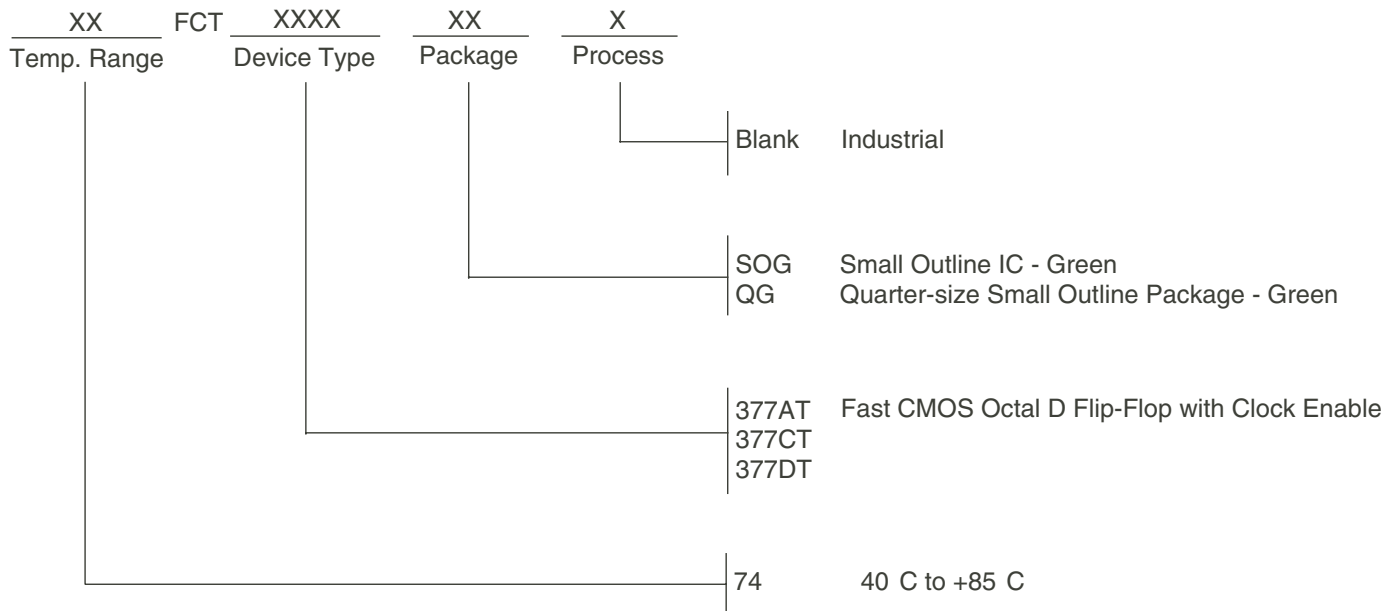 XX FCT XXXX XX X
Temp. Range Device Type Package Process
Blank Industrial
SOG Small Outline IC - Green
QG Quarter-size Small Outline Package - Green
377AT Fast CMOS Octal D Flip-Flop with Clock Enable
377CT
377DT
74 40 C to +85 C